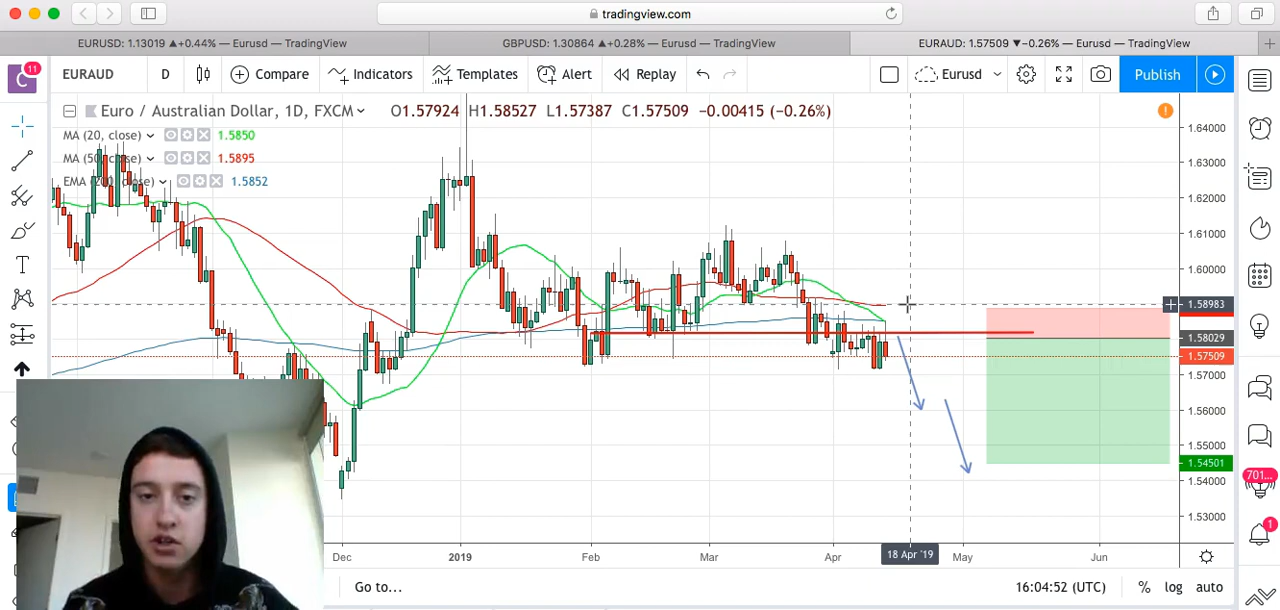 tradingview.com
EURUSD: 1.13019 ▲+0.44% — Eurusd — TradingView
GBPUSD: 1.30864 ▲+0.28% — Eurusd — TradingView
EURAUD: 1.57509 ▼−0.26% — Eurusd — TradingView
C 11
EURAUD D Compare Indicators Templates Alert Replay Eurusd Publish
Euro / Australian Dollar, 1D, FXCM O1.57924 H1.58527 L1.57387 C1.57509 −0.00415 (−0.26%)
MA (20, close) 1.5850
MA (50, close) 1.5895
EMA (200, close) 1.5852
1.64000
1.63000
1.62000
1.61000
1.60000
1.58983
1.58029
1.57509
1.57000
1.56000
1.55000
1.54501
1.54000
1.53000
701...
1
Dec 2019 Feb Mar Apr 18 Apr '19 May Jun
Go to... 16:04:52 (UTC) % log auto